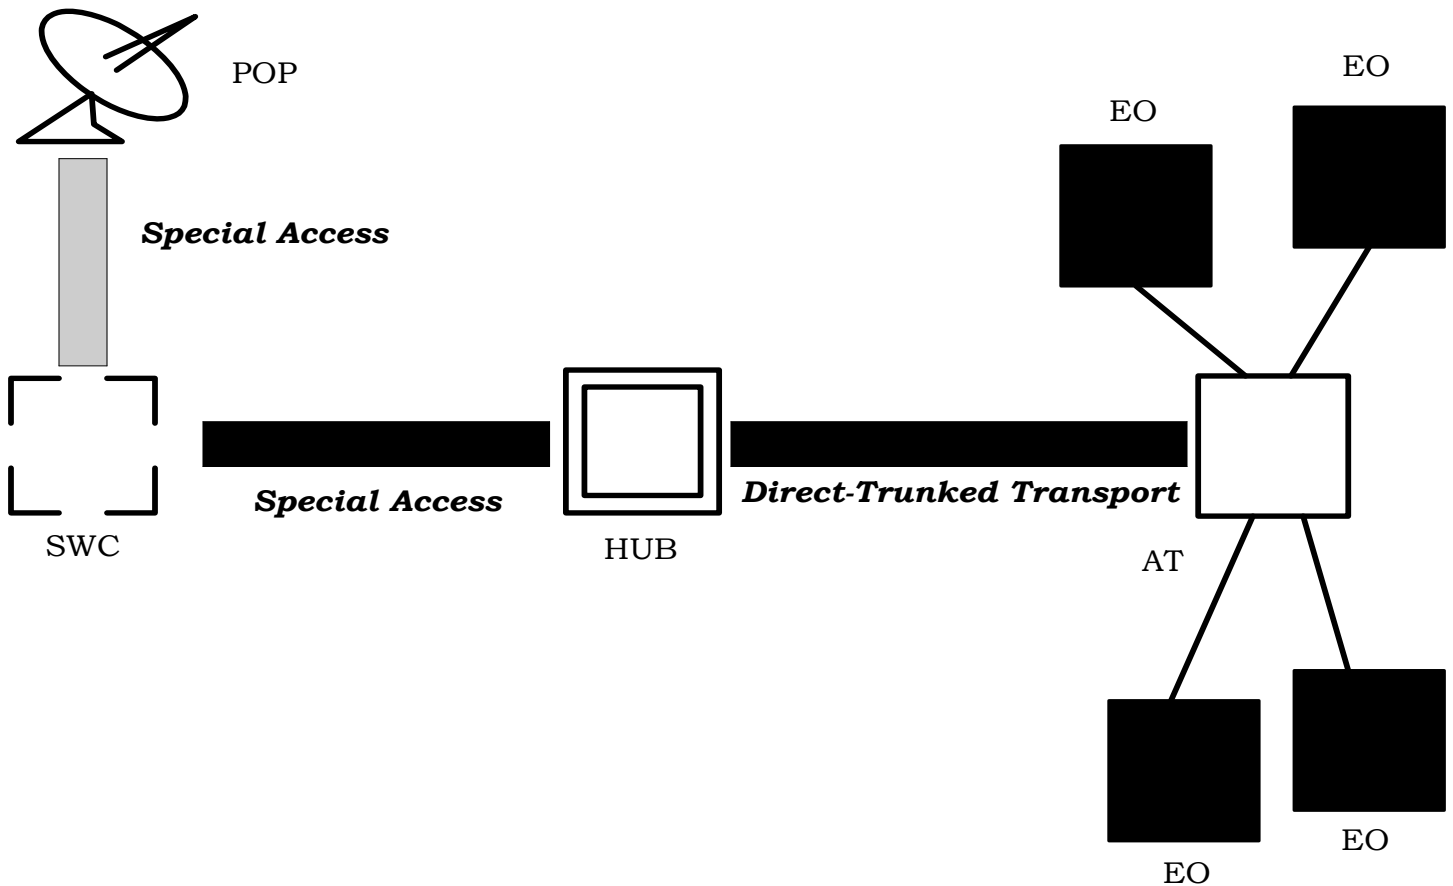 POP
EO
EO
Special Access
Special Access
Direct-Trunked Transport
SWC
HUB
AT
EO
EO